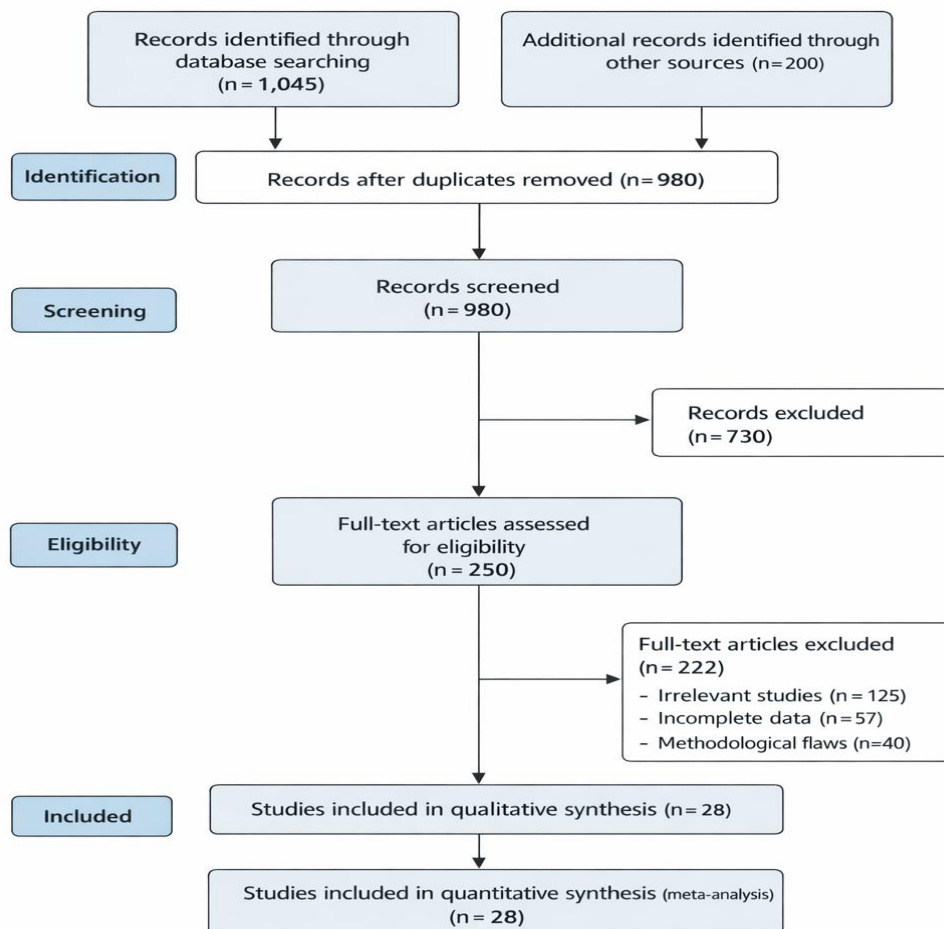 Records identified through
database searching
(n = 1,045)
Additional records identified through
other sources (n=200)
Identification
Records after duplicates removed (n=980)
Screening
Records screened
(n=980)
Records excluded
(n=730)
Eligibility
Full-text articles assessed
for eligibility
(n = 250)
Full-text articles excluded
(n=222)
- Irrelevant studies (n = 125)
- Incomplete data (n=57)
- Methodological flaws (n=40)
Included
Studies included in qualitative synthesis (n=28)
Studies included in quantitative synthesis (meta-analysis)
(n=28)